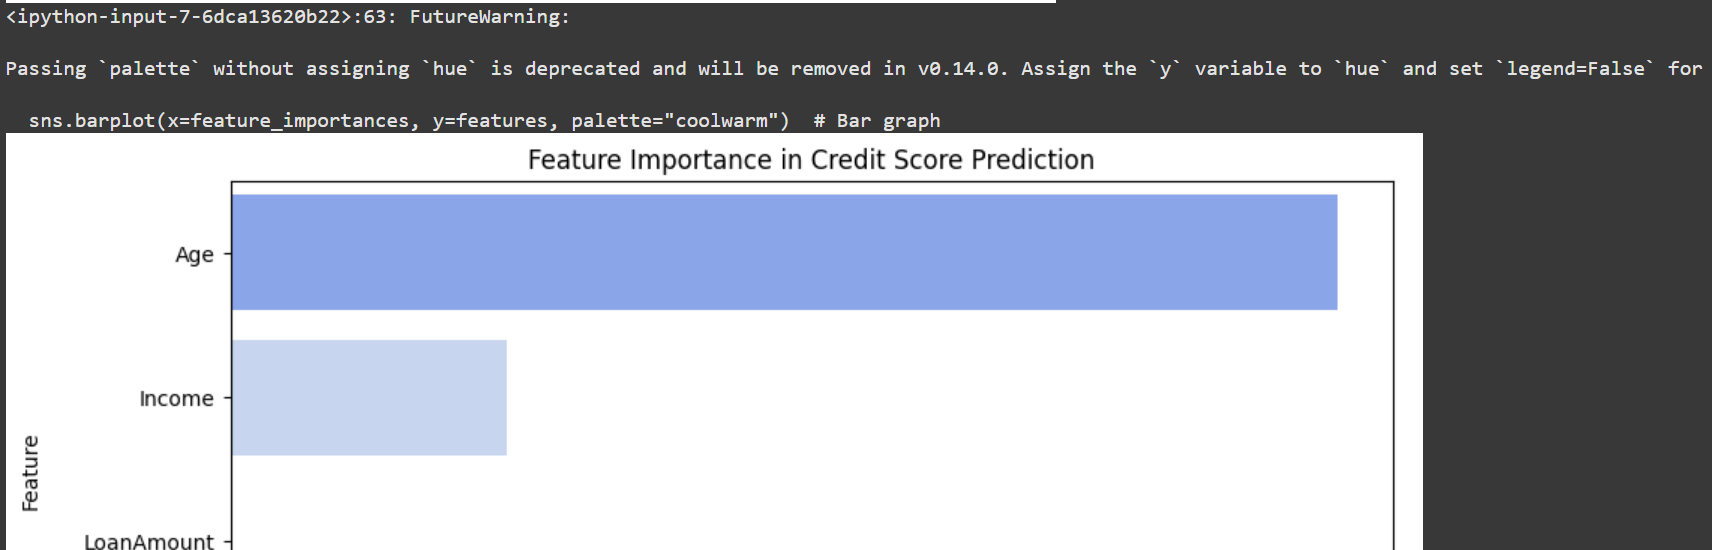 <ipython-input-7-6dca13620b22>:63: FutureWarning:
Passing `palette` without assigning `hue` is deprecated and will be removed in v0.14.0. Assign the `y` variable to `hue` and set `legend=False` for
sns.barplot(x=feature_importances, y=features, palette="coolwarm")  # Bar graph
Feature Importance in Credit Score Prediction
Age
Income
Feature
LoanAmount